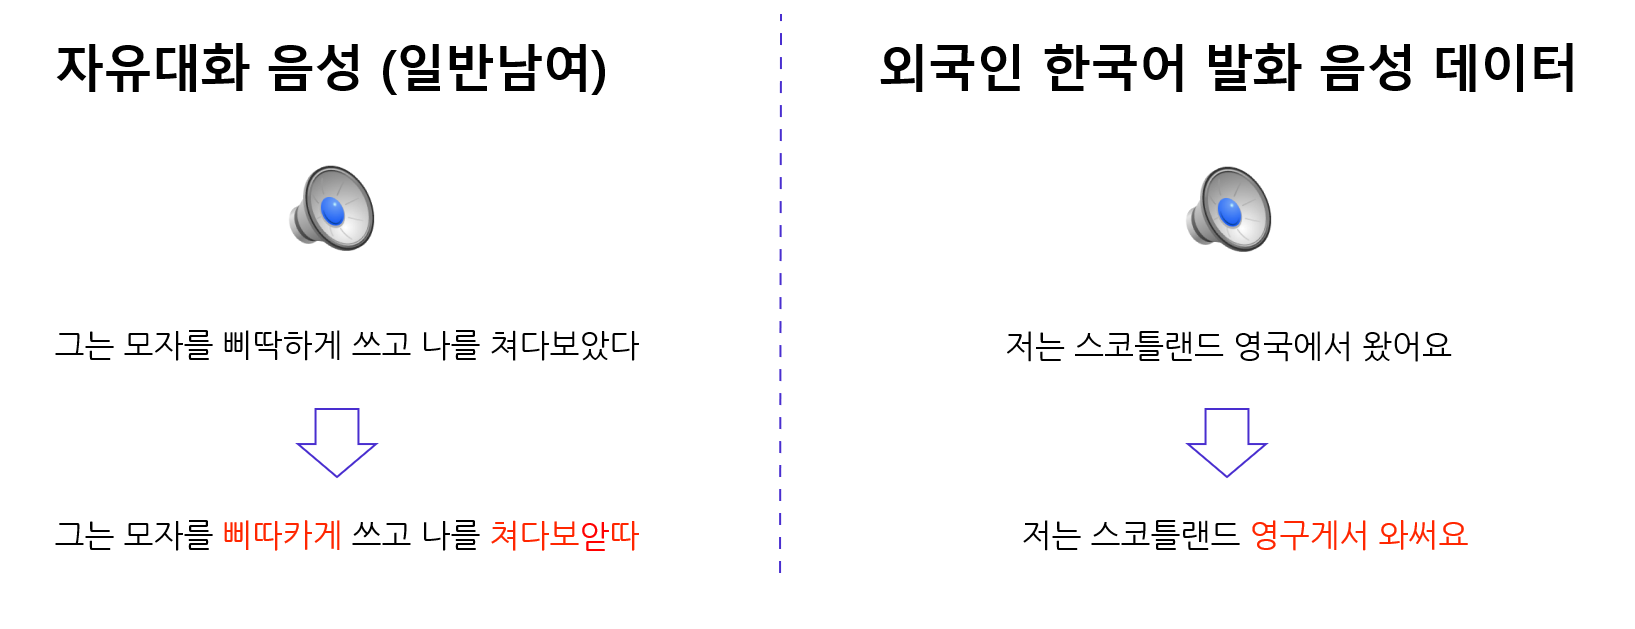 자유대화 음성 (일반남여)
그는 모자를 삐딱하게 쓰고 나를 쳐다보았다
그는 모자를 삐따카게 쓰고 나를 쳐다보앋따
외국인 한국어 발화 음성 데이터
저는 스코틀랜드 영국에서 왔어요
저는 스코틀랜드 영구게서 와써요